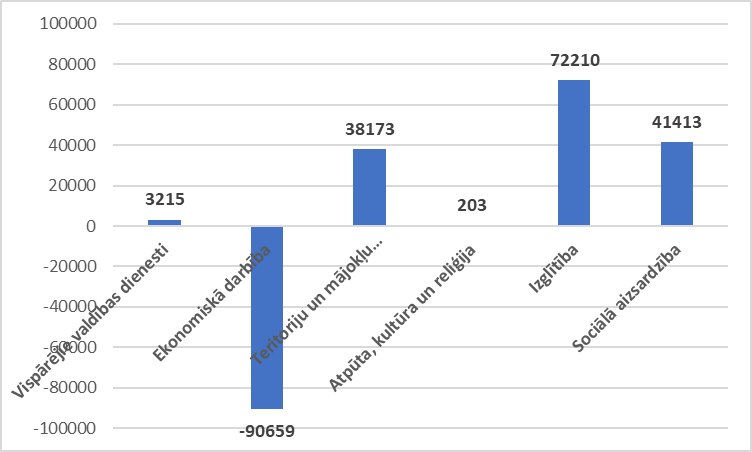 100000
80000
60000
40000
20000
0
-20000
-40000
-60000
-80000
-100000
3215
-90659
38173
203
72210
41413
Vispārējie valdības dienesti
Ekonomiskā darbība
Teritoriju un mājokļu...
Atpūta, kultūra un reliģija
Izglītība
Sociālā aizsardzība